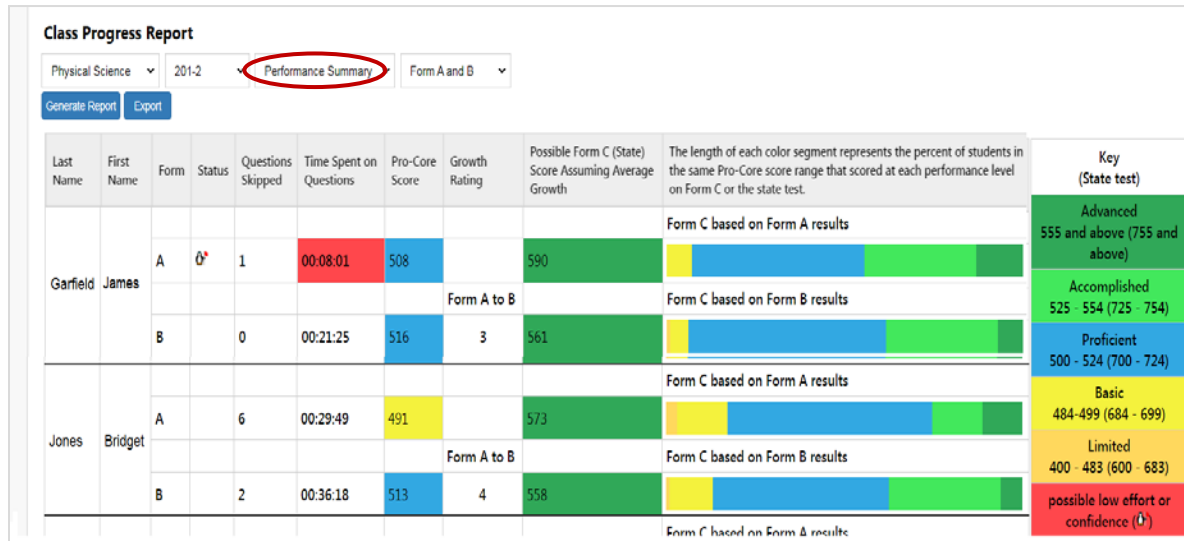 Class Progress Report
Physical Science 201-2 Performance Summary Form A and B
Generate Report Export
Last Name First Name Form Status Questions Skipped Time Spent on Questions Pro-Core Score Growth Rating Possible Form C (State) Score Assuming Average Growth The length of each color segment represents the percent of students in the same Pro-Core score range that scored at each performance level on Form C or the state test.
Form C based on Form A results
Garfield James A 1 00:08:01 508 590
Form A to B Form C based on Form B results
B 0 00:21:25 516 3 561
Form C based on Form A results
Jones Bridget A 6 00:29:49 491 573
Form A to B Form C based on Form B results
B 2 00:36:18 513 4 558
Form C based on Form A results
Key
(State test)
Advanced
555 and above (755 and
above)
Accomplished
525 - 554 (725 - 754)
Proficient
500 - 524 (700 - 724)
Basic
484-499 (684 - 699)
Limited
400 - 483 (600 - 683)
possible low effort or
confidence ( )